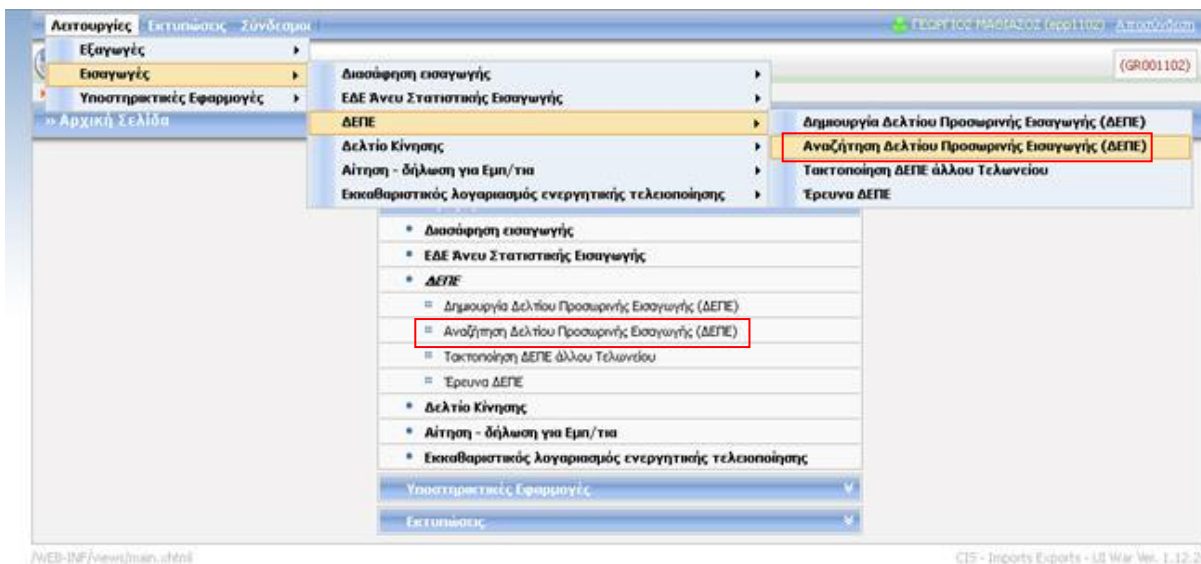 Λειτουργίες Εκτυπώσεις Σύνδεσμοι
ΓΕΩΡΓΙΟΣ ΜΑΘΙΑΣΟΣ (epp1102) Αποσύνδεση
Εξαγωγές
Εισαγωγές
Υποστηρικτικές Εφαρμογές
(GR001102)
» Αρχική Σελίδα
Διασάφηση εισαγωγής
ΕΔΕ Άνευ Στατιστικής Εισαγωγής
ΔΕΠΕ
Δελτίο Κίνησης
Αίτηση - δήλωση για Εμπ/τια
Εκκαθαριστικός λογαριασμός ενεργητικής τελειοποίησης
Δημιουργία Δελτίου Προσωρινής Εισαγωγής (ΔΕΠΕ)
Αναζήτηση Δελτίου Προσωρινής Εισαγωγής (ΔΕΠΕ)
Τακτοποίηση ΔΕΠΕ άλλου Τελωνείου
Έρευνα ΔΕΠΕ
Διασάφηση εισαγωγής
ΕΔΕ Άνευ Στατιστικής Εισαγωγής
ΔΕΠΕ
Δημιουργία Δελτίου Προσωρινής Εισαγωγής (ΔΕΠΕ)
Αναζήτηση Δελτίου Προσωρινής Εισαγωγής (ΔΕΠΕ)
Τακτοποίηση ΔΕΠΕ άλλου Τελωνείου
Έρευνα ΔΕΠΕ
Δελτίο Κίνησης
Αίτηση - δήλωση για Εμπ/τια
Εκκαθαριστικός λογαριασμός ενεργητικής τελειοποίησης
Υποστηρικτικές Εφαρμογές
Εκτυπώσεις
/WEB-INF/views/main.xhtml
CIS - Imports Exports - UI War Ver. 1.12.2